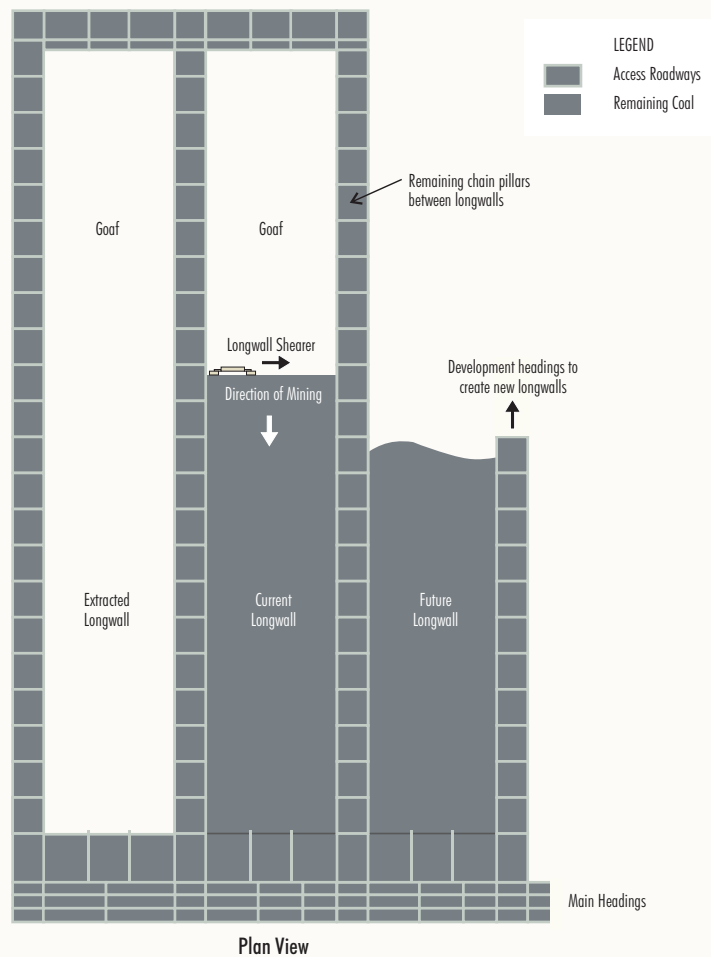 LEGEND
Access Roadways
Remaining Coal
Remaining chain pillars
between longwalls
Goaf
Goaf
Longwall Shearer
Direction of Mining
Development headings to
create new longwalls
Extracted
Longwall
Current
Longwall
Future
Longwall
Main Headings
Plan View